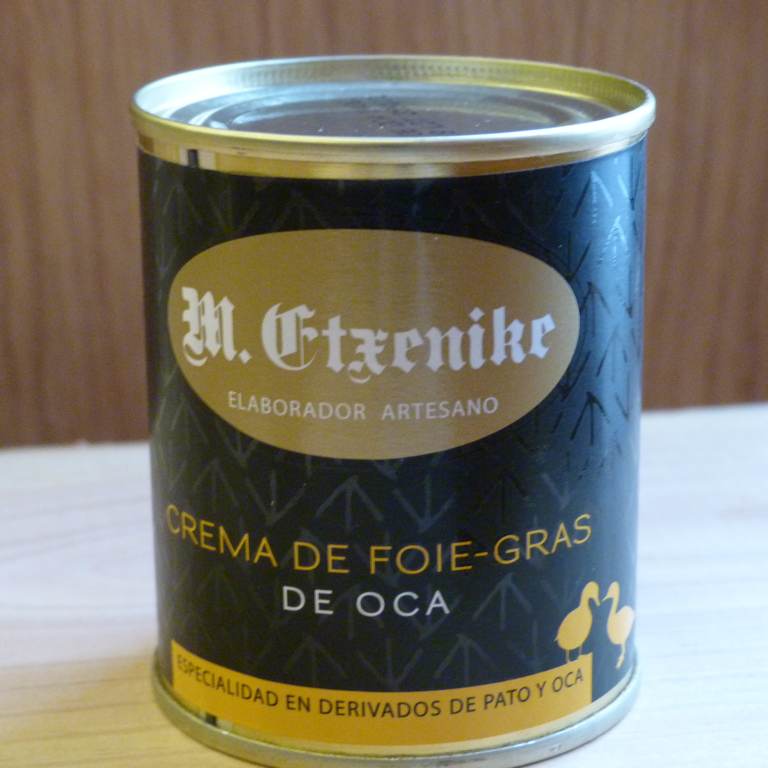 M. Etxenike
ELABORADOR ARTESANO
CREMA DE FOIE-GRAS
DE OCA
ESPECIALIDAD EN DERIVADOS DE PATO Y OCA